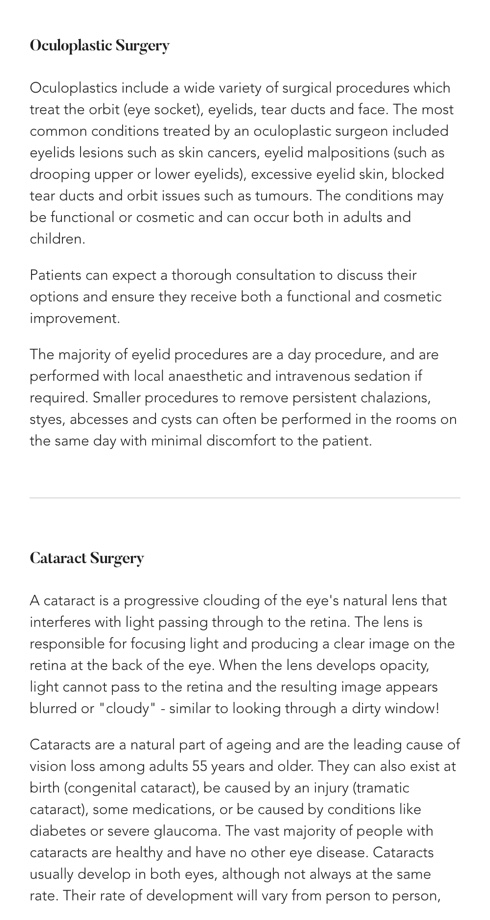 Oculoplastic Surgery
Oculoplastics include a wide variety of surgical procedures which
treat the orbit (eye socket), eyelids, tear ducts and face. The most
common conditions treated by an oculoplastic surgeon included
eyelids lesions such as skin cancers, eyelid malpositions (such as
drooping upper or lower eyelids), excessive eyelid skin, blocked
tear ducts and orbit issues such as tumours. The conditions may
be functional or cosmetic and can occur both in adults and
children.
Patients can expect a thorough consultation to discuss their
options and ensure they receive both a functional and cosmetic
improvement.
The majority of eyelid procedures are a day procedure, and are
performed with local anaesthetic and intravenous sedation if
required. Smaller procedures to remove persistent chalazions,
styes, abcesses and cysts can often be performed in the rooms on
the same day with minimal discomfort to the patient.
Cataract Surgery
A cataract is a progressive clouding of the eye's natural lens that
interferes with light passing through to the retina. The lens is
responsible for focusing light and producing a clear image on the
retina at the back of the eye. When the lens develops opacity,
light cannot pass to the retina and the resulting image appears
blurred or "cloudy" - similar to looking through a dirty window!
Cataracts are a natural part of ageing and are the leading cause of
vision loss among adults 55 years and older. They can also exist at
birth (congenital cataract), be caused by an injury (tramatic
cataract), some medications, or be caused by conditions like
diabetes or severe glaucoma. The vast majority of people with
cataracts are healthy and have no other eye disease. Cataracts
usually develop in both eyes, although not always at the same
rate. Their rate of development will vary from person to person,